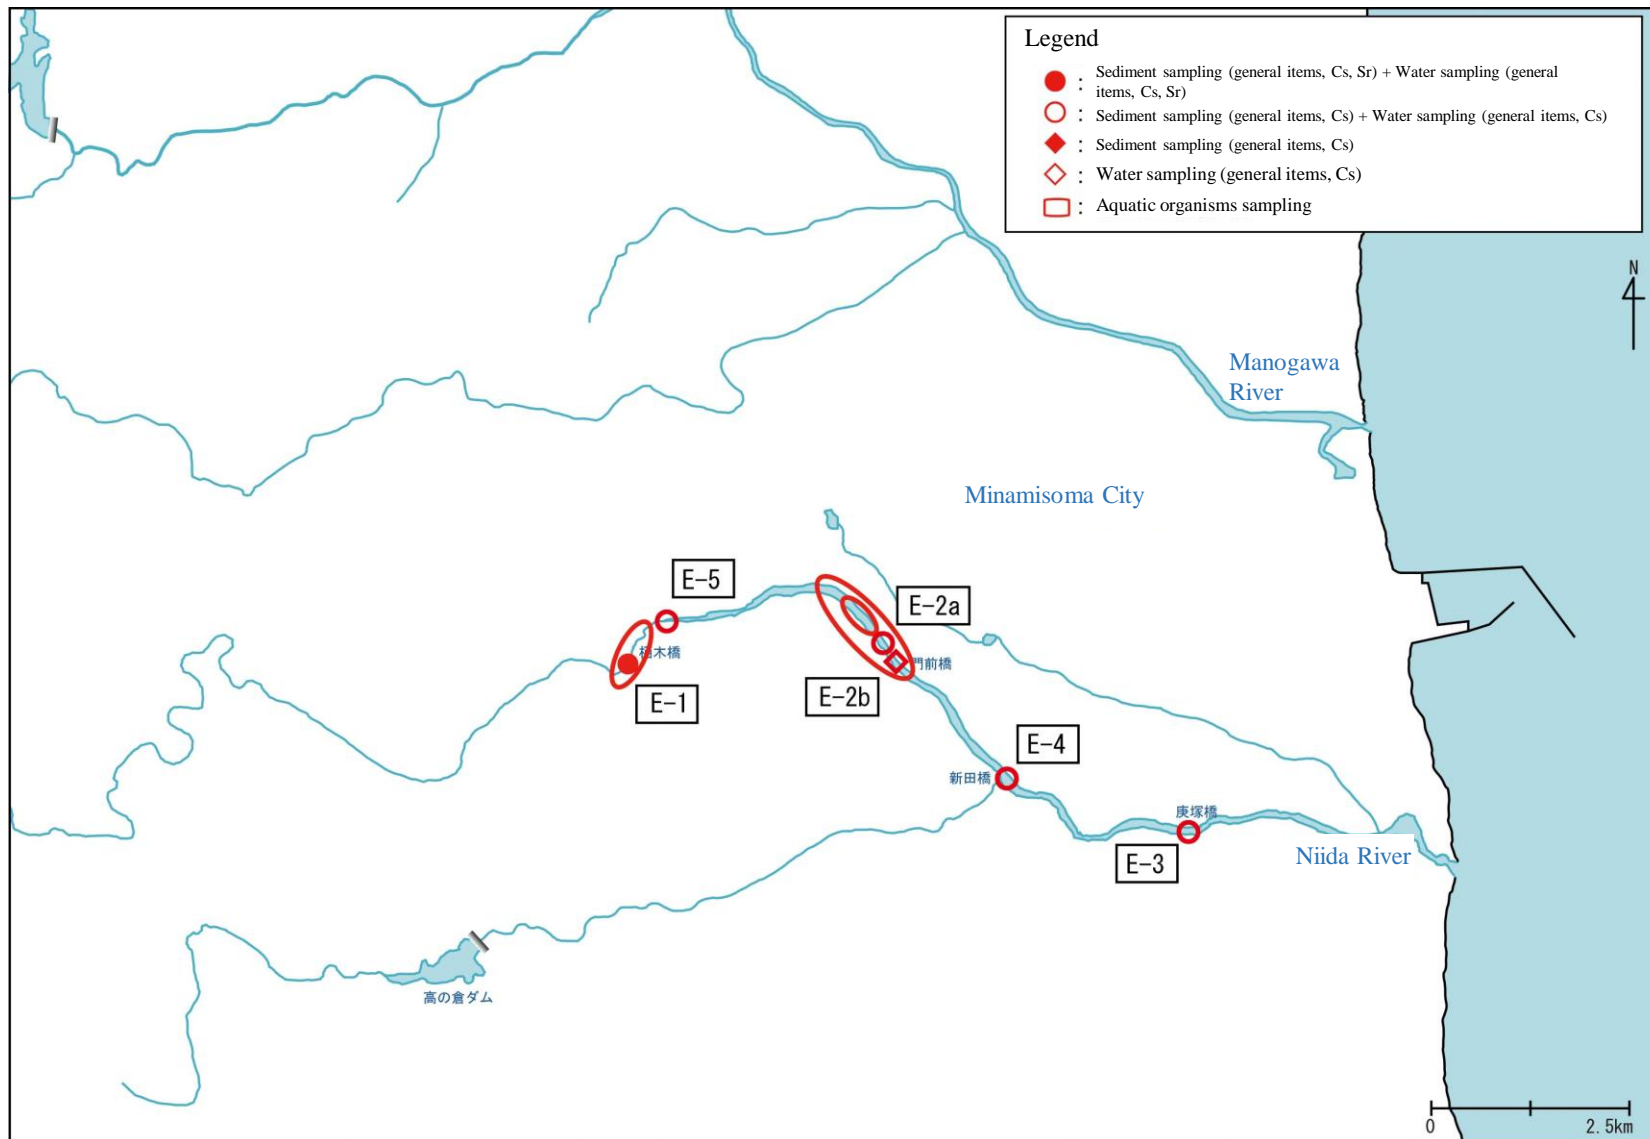 Legend
: Sediment sampling (general items, Cs, Sr) + Water sampling (general
items, Cs, Sr)
: Sediment sampling (general items, Cs) + Water sampling (general items, Cs)
: Sediment sampling (general items, Cs)
: Water sampling (general items, Cs)
: Aquatic organisms sampling
N
Manogawa
River
Minamisoma City
E-5
E-2a
木橋
門前橋
E-1
E-2b
E-4
新田橋
庚塚橋
E-3
Niida River
高の倉ダム
0
2.5km